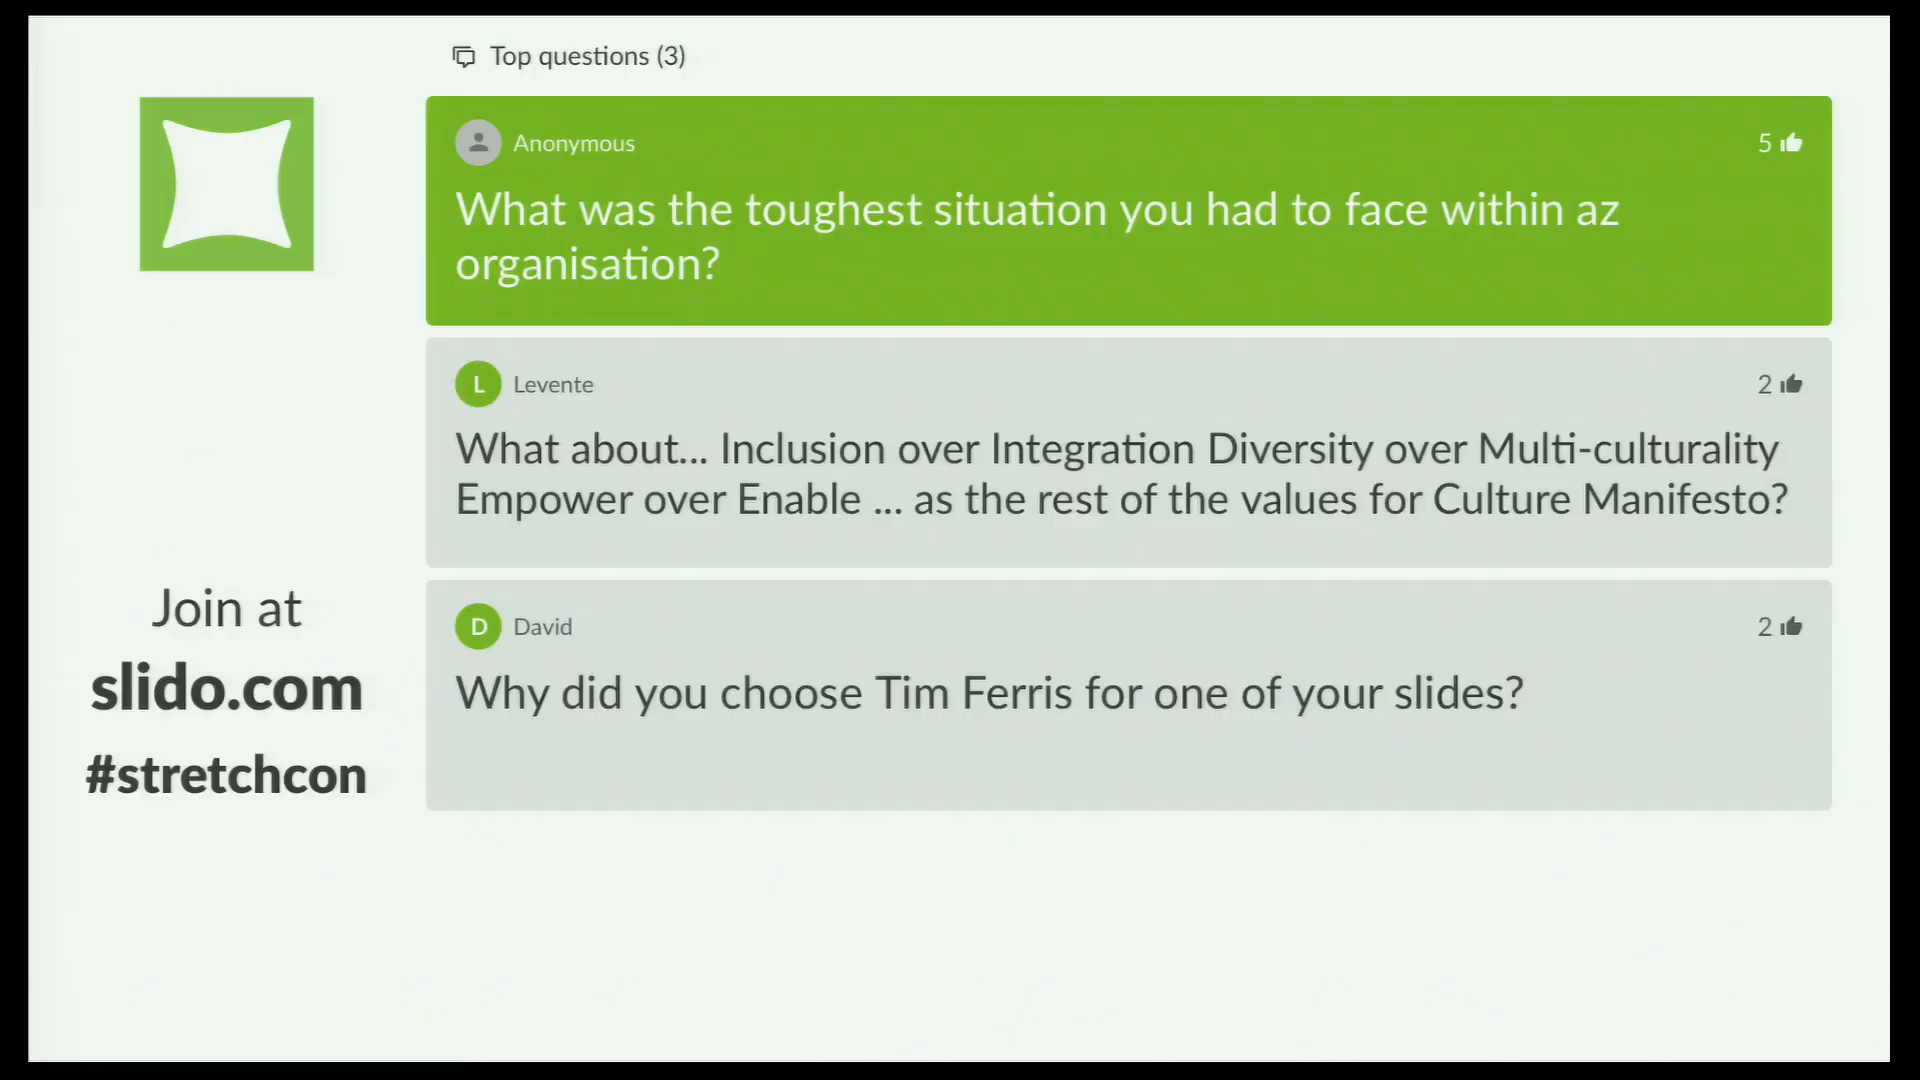 Top questions (3)
Anonymous
5
What was the toughest situation you had to face within az
organisation?
L
Levente
2
What about... Inclusion over Integration Diversity over Multi-culturality
Empower over Enable ... as the rest of the values for Culture Manifesto?
D
David
2
Why did you choose Tim Ferris for one of your slides?
Join at
slido.com
#stretchcon